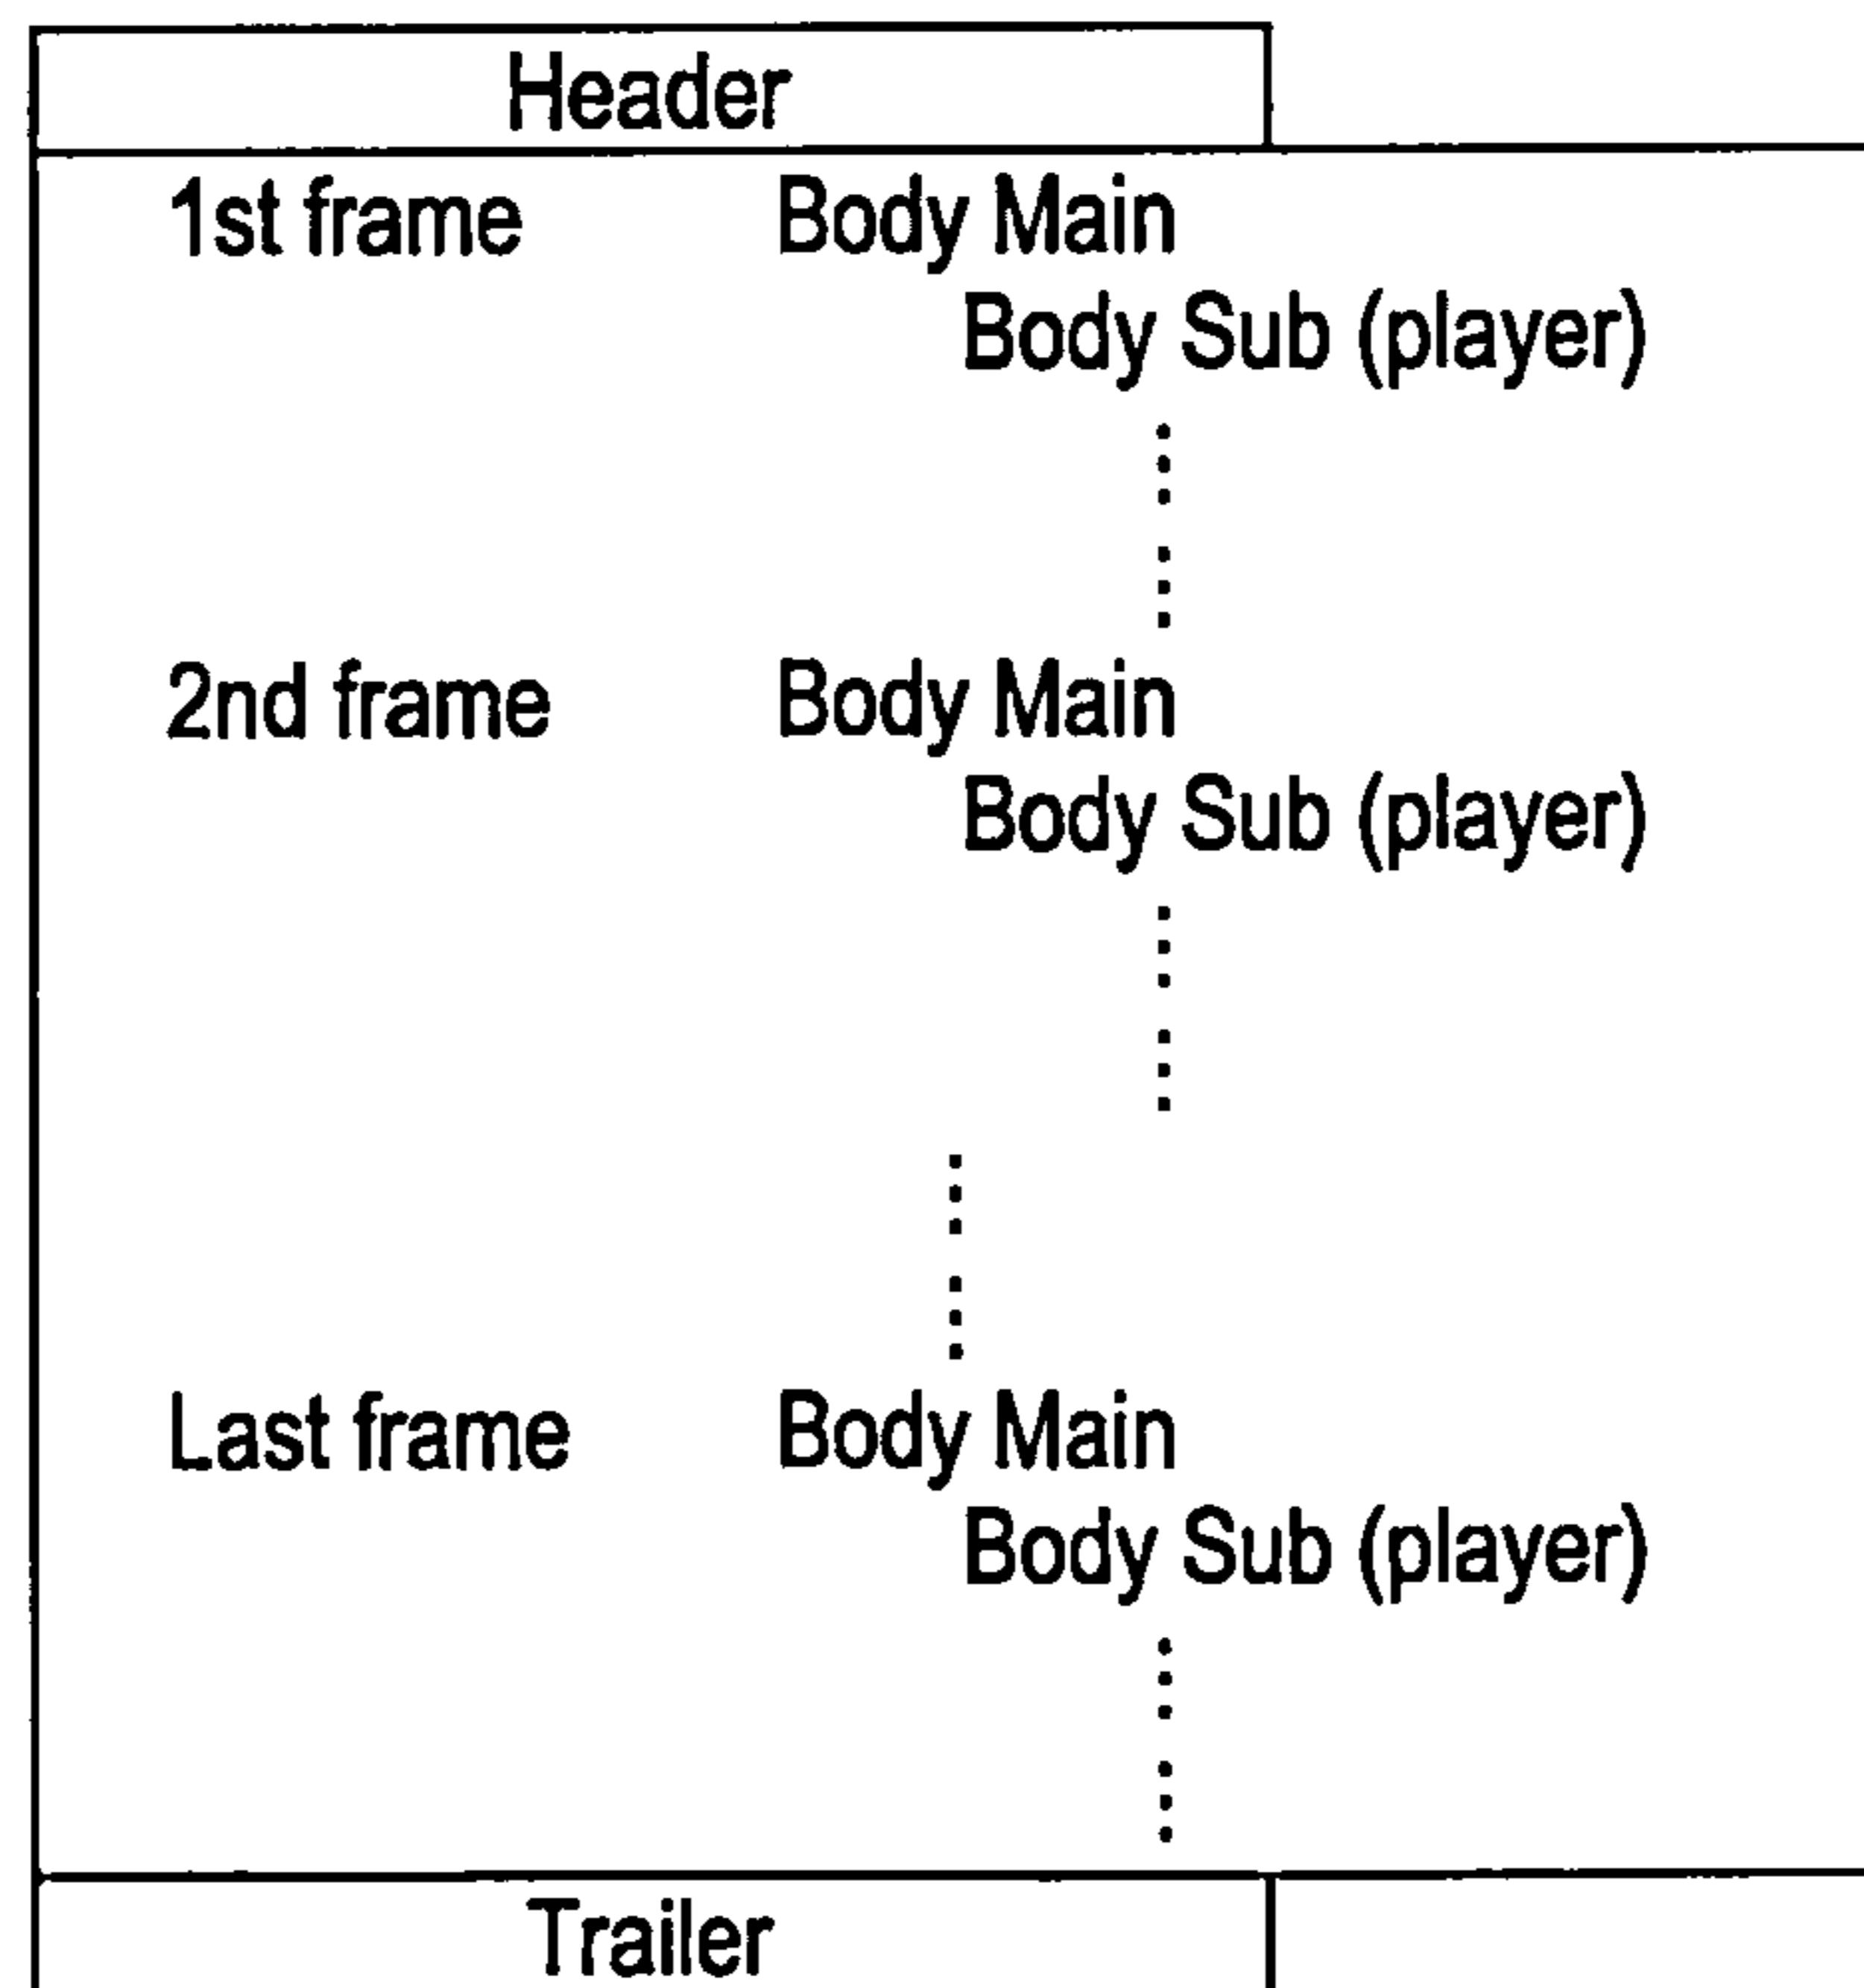 Header
1st frame Body Main
Body Sub (player)
2nd frame Body Main
Body Sub (player)
Last frame Body Main
Body Sub (player)
Trailer